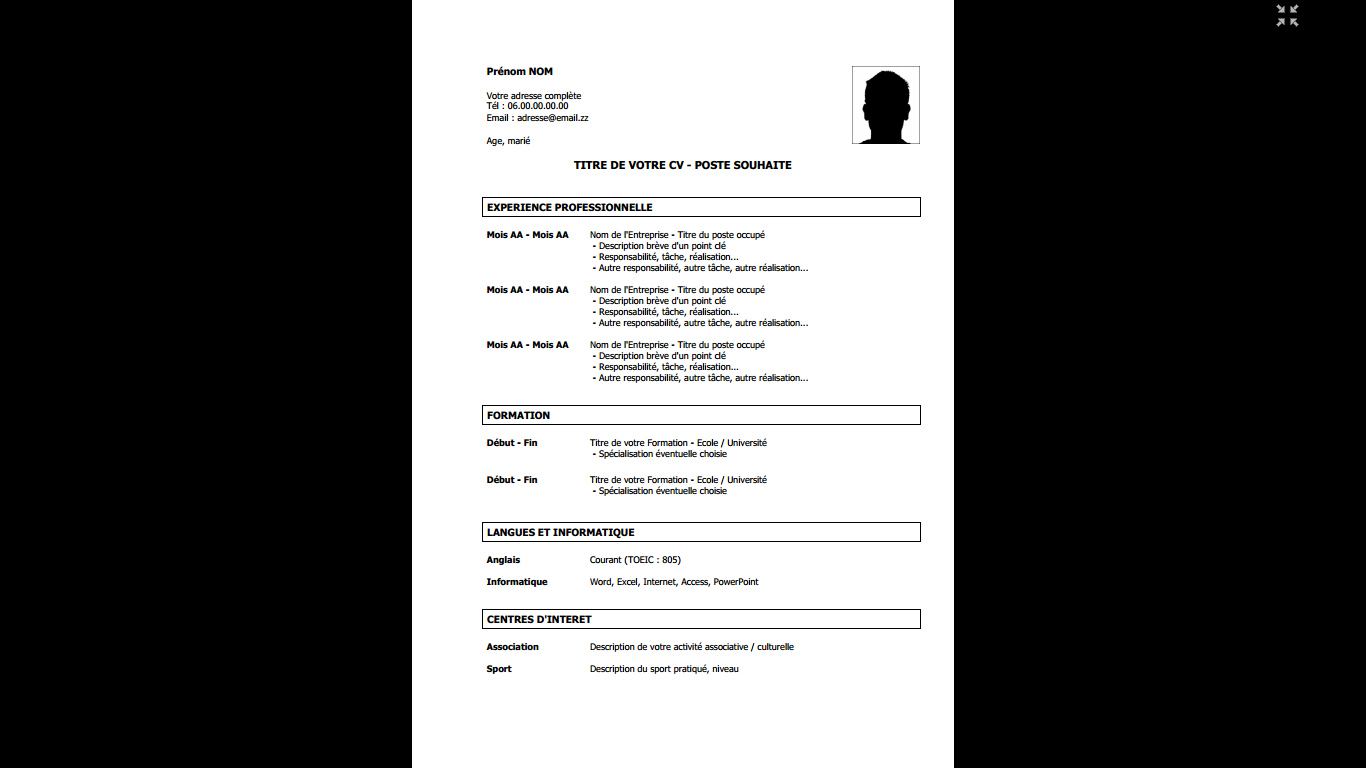 Prénom NOM
Votre adresse complète
Tél : 06.00.00.00.00
Email : adresse@email.zz
Age, marié
TITRE DE VOTRE CV - POSTE SOUHAITE
EXPERIENCE PROFESSIONNELLE
Mois AA - Mois AA Nom de l'Entreprise - Titre du poste occupé
- Description brève d'un point clé
- Responsabilité, tâche, réalisation...
- Autre responsabilité, autre tâche, autre réalisation...
Mois AA - Mois AA Nom de l'Entreprise - Titre du poste occupé
- Description brève d'un point clé
- Responsabilité, tâche, réalisation...
- Autre responsabilité, autre tâche, autre réalisation...
Mois AA - Mois AA Nom de l'Entreprise - Titre du poste occupé
- Description brève d'un point clé
- Responsabilité, tâche, réalisation...
- Autre responsabilité, autre tâche, autre réalisation...
FORMATION
Début - Fin Titre de votre Formation - Ecole / Université
- Spécialisation éventuelle choisie
Début - Fin Titre de votre Formation - Ecole / Université
- Spécialisation éventuelle choisie
LANGUES ET INFORMATIQUE
Anglais Courant (TOEIC : 805)
Informatique Word, Excel, Internet, Access, PowerPoint
CENTRES D'INTERET
Association Description de votre activité associative / culturelle
Sport Description du sport pratiqué, niveau